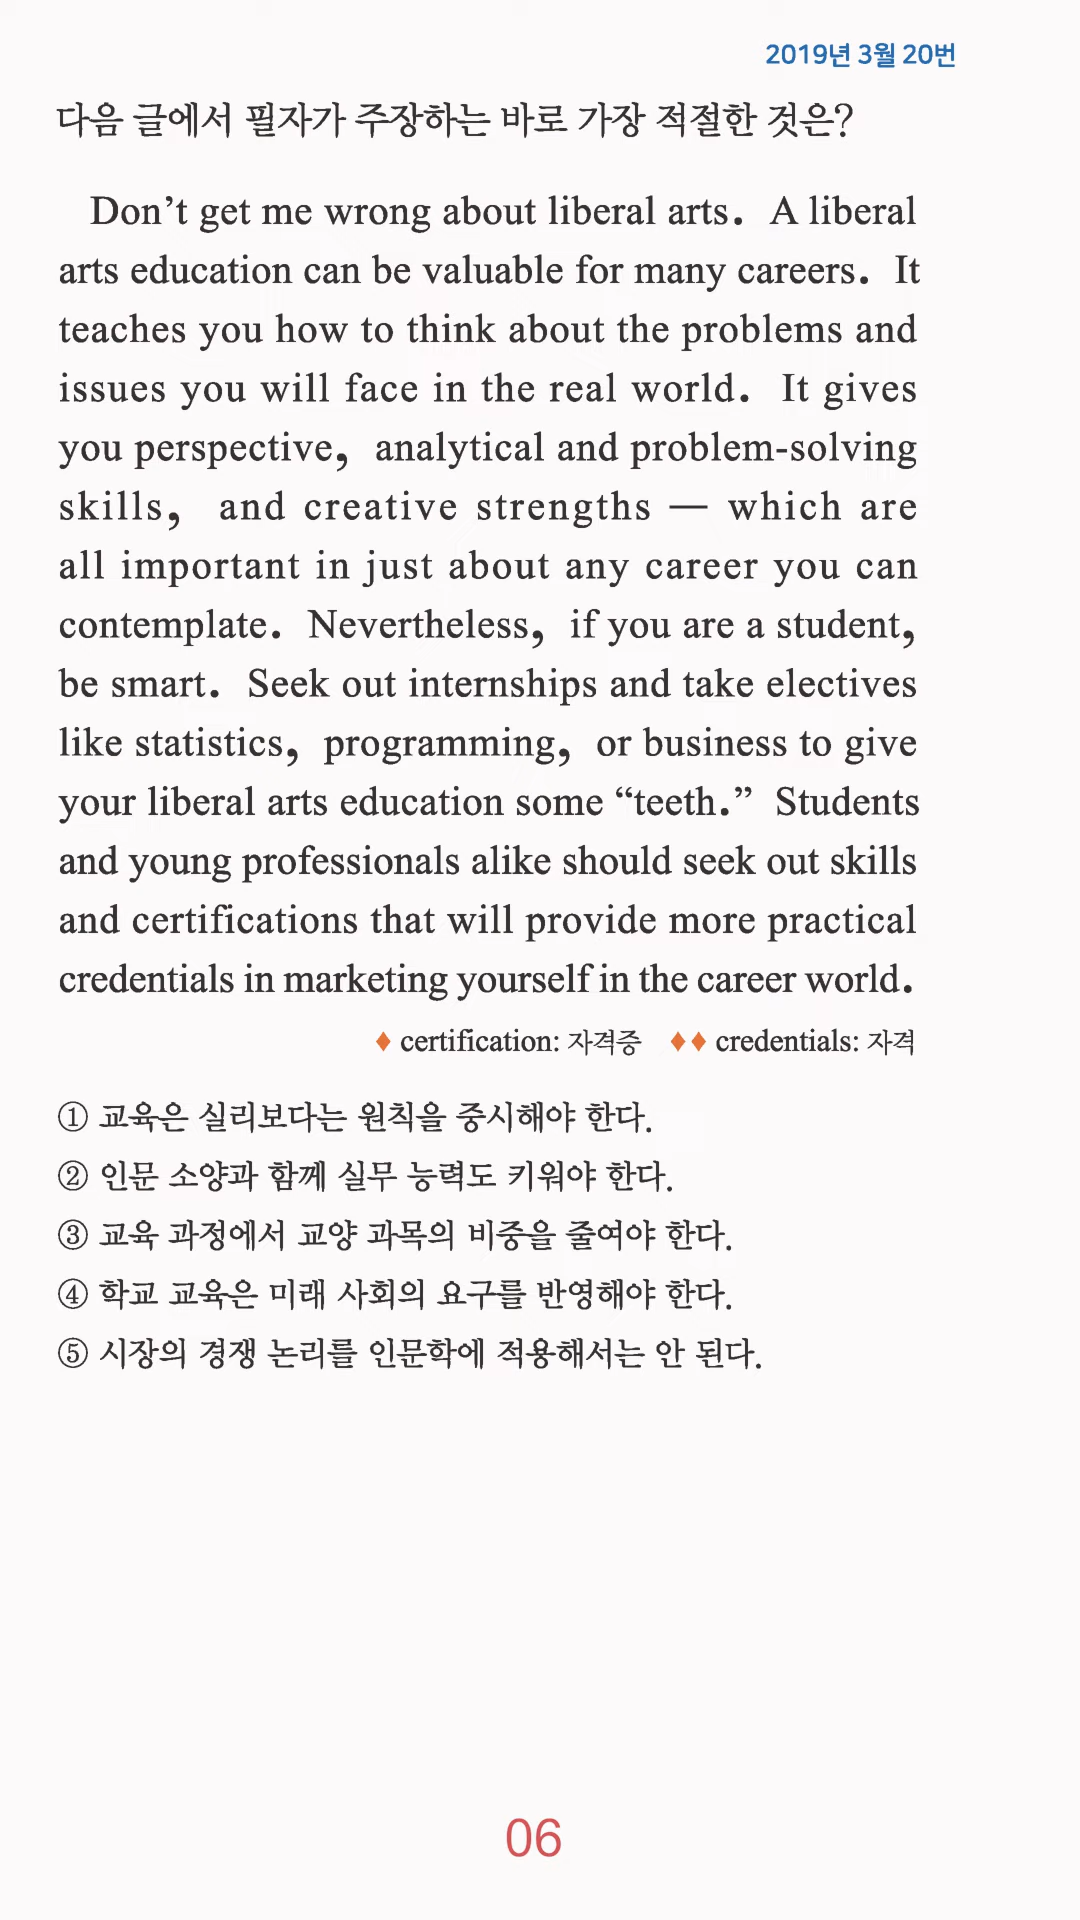 2019년 3월 20번
다음 글에서 필자가 주장하는 바로 가장 적절한 것은?
Don't get me wrong about liberal arts. A liberal
arts education can be valuable for many careers. It
teaches you how to think about the problems and
issues you will face in the real world. It gives
you perspective, analytical and problem-solving
skills, and creative strengths — which are
all important in just about any career you can
contemplate. Nevertheless, if you are a student,
be smart. Seek out internships and take electives
like statistics, programming, or business to give
your liberal arts education some “teeth.” Students
and young professionals alike should seek out skills
and certifications that will provide more practical
credentials in marketing yourself in the career world.
♦ certification: 자격증 ♦♦ credentials: 자격
① 교육은 실리보다는 원칙을 중시해야 한다.
② 인문 소양과 함께 실무 능력도 키워야 한다.
③ 교육 과정에서 교양 과목의 비중을 줄여야 한다.
④ 학교 교육은 미래 사회의 요구를 반영해야 한다.
⑤ 시장의 경쟁 논리를 인문학에 적용해서는 안 된다.
06